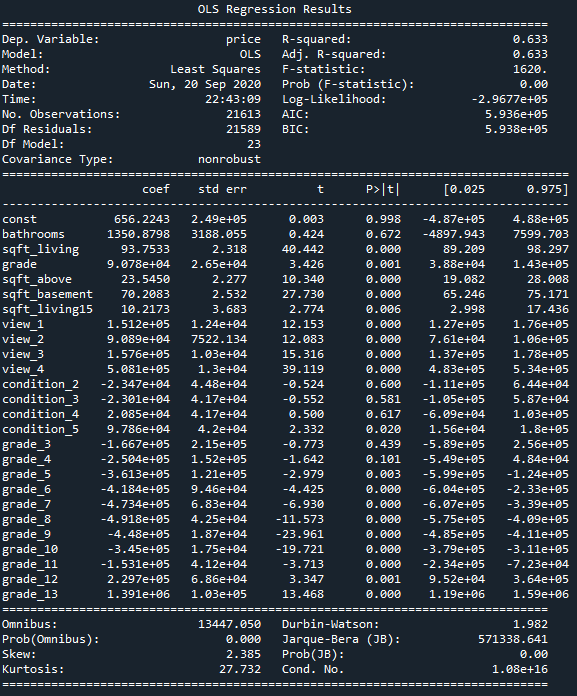 OLS Regression Results
==============================================================================
Dep. Variable:                  price   R-squared:                       0.633
Model:                            OLS   Adj. R-squared:                  0.633
Method:                 Least Squares   F-statistic:                     1620.
Date:                Sun, 20 Sep 2020   Prob (F-statistic):               0.00
Time:                        22:43:09   Log-Likelihood:            -2.9677e+05
No. Observations:               21613   AIC:                         5.936e+05
Df Residuals:                   21589   BIC:                         5.938e+05
Df Model:                          23
Covariance Type:            nonrobust
=================================================================================
                    coef    std err          t      P>|t|      [0.025      0.975]
---------------------------------------------------------------------------------
const           656.2243   2.49e+05      0.003      0.998   -4.87e+05    4.88e+05
bathrooms      1350.8798   3188.055      0.424      0.672   -4897.943    7599.703
sqft_living      93.7533      2.318     40.442      0.000      89.209      98.297
grade          9.078e+04   2.65e+04      3.426      0.001    3.88e+04    1.43e+05
sqft_above       23.5450      2.277     10.340      0.000      19.082      28.008
sqft_basement    70.2083      2.532     27.730      0.000      65.246      75.171
sqft_living15    10.2173      3.683      2.774      0.006       2.998      17.436
view_1         1.512e+05   1.24e+04     12.153      0.000    1.27e+05    1.76e+05
view_2         9.089e+04   7522.134     12.083      0.000    7.61e+04    1.06e+05
view_3         1.576e+05   1.03e+04     15.316      0.000    1.37e+05    1.78e+05
view_4         5.081e+05    1.3e+04     39.119      0.000    4.83e+05    5.34e+05
condition_2   -2.347e+04   4.48e+04     -0.524      0.600   -1.11e+05    6.44e+04
condition_3   -2.301e+04   4.17e+04     -0.552      0.581   -1.05e+05    5.87e+04
condition_4    2.085e+04   4.17e+04      0.500      0.617   -6.09e+04    1.03e+05
condition_5    9.786e+04    4.2e+04      2.332      0.020    1.56e+04     1.8e+05
grade_3       -1.667e+05   2.15e+05     -0.773      0.439   -5.89e+05    2.56e+05
grade_4       -2.504e+05   1.52e+05     -1.642      0.101   -5.49e+05    4.84e+04
grade_5       -3.613e+05   1.21e+05     -2.979      0.003   -5.99e+05   -1.24e+05
grade_6       -4.184e+05   9.46e+04     -4.425      0.000   -6.04e+05   -2.33e+05
grade_7       -4.734e+05   6.83e+04     -6.930      0.000   -6.07e+05   -3.39e+05
grade_8       -4.918e+05   4.25e+04    -11.573      0.000   -5.75e+05   -4.09e+05
grade_9        -4.48e+05   1.87e+04    -23.961      0.000   -4.85e+05   -4.11e+05
grade_10       -3.45e+05   1.75e+04    -19.721      0.000   -3.79e+05   -3.11e+05
grade_11      -1.531e+05   4.12e+04     -3.713      0.000   -2.34e+05   -7.23e+04
grade_12       2.297e+05   6.86e+04      3.347      0.001    9.52e+04    3.64e+05
grade_13       1.391e+06   1.03e+05     13.468      0.000    1.19e+06    1.59e+06
==============================================================================
Omnibus:                    13447.050   Durbin-Watson:                   1.982
Prob(Omnibus):                  0.000   Jarque-Bera (JB):           571338.641
Skew:                           2.385   Prob(JB):                         0.00
Kurtosis:                      27.732   Cond. No.                     1.08e+16
==============================================================================